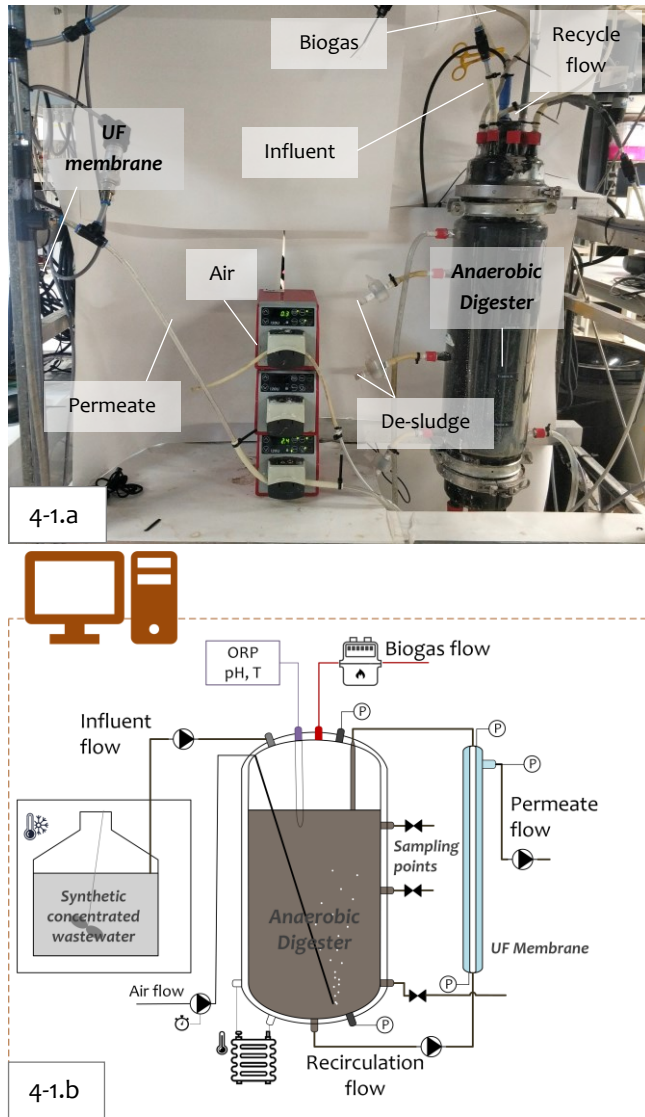 Biogas
Recycle
flow
UF
membrane
Influent
Air
Anaerobic
Digester
Permeate
De-sludge
4-1.a
ORP
pH, T
Biogas flow
P
Influent
flow
P
P
Permeate
flow
Sampling
points
Synthetic
concentrated
wastewater
Anaerobic
Digester
UF Membrane
Air flow
P
P
Recirculation
flow
4-1.b